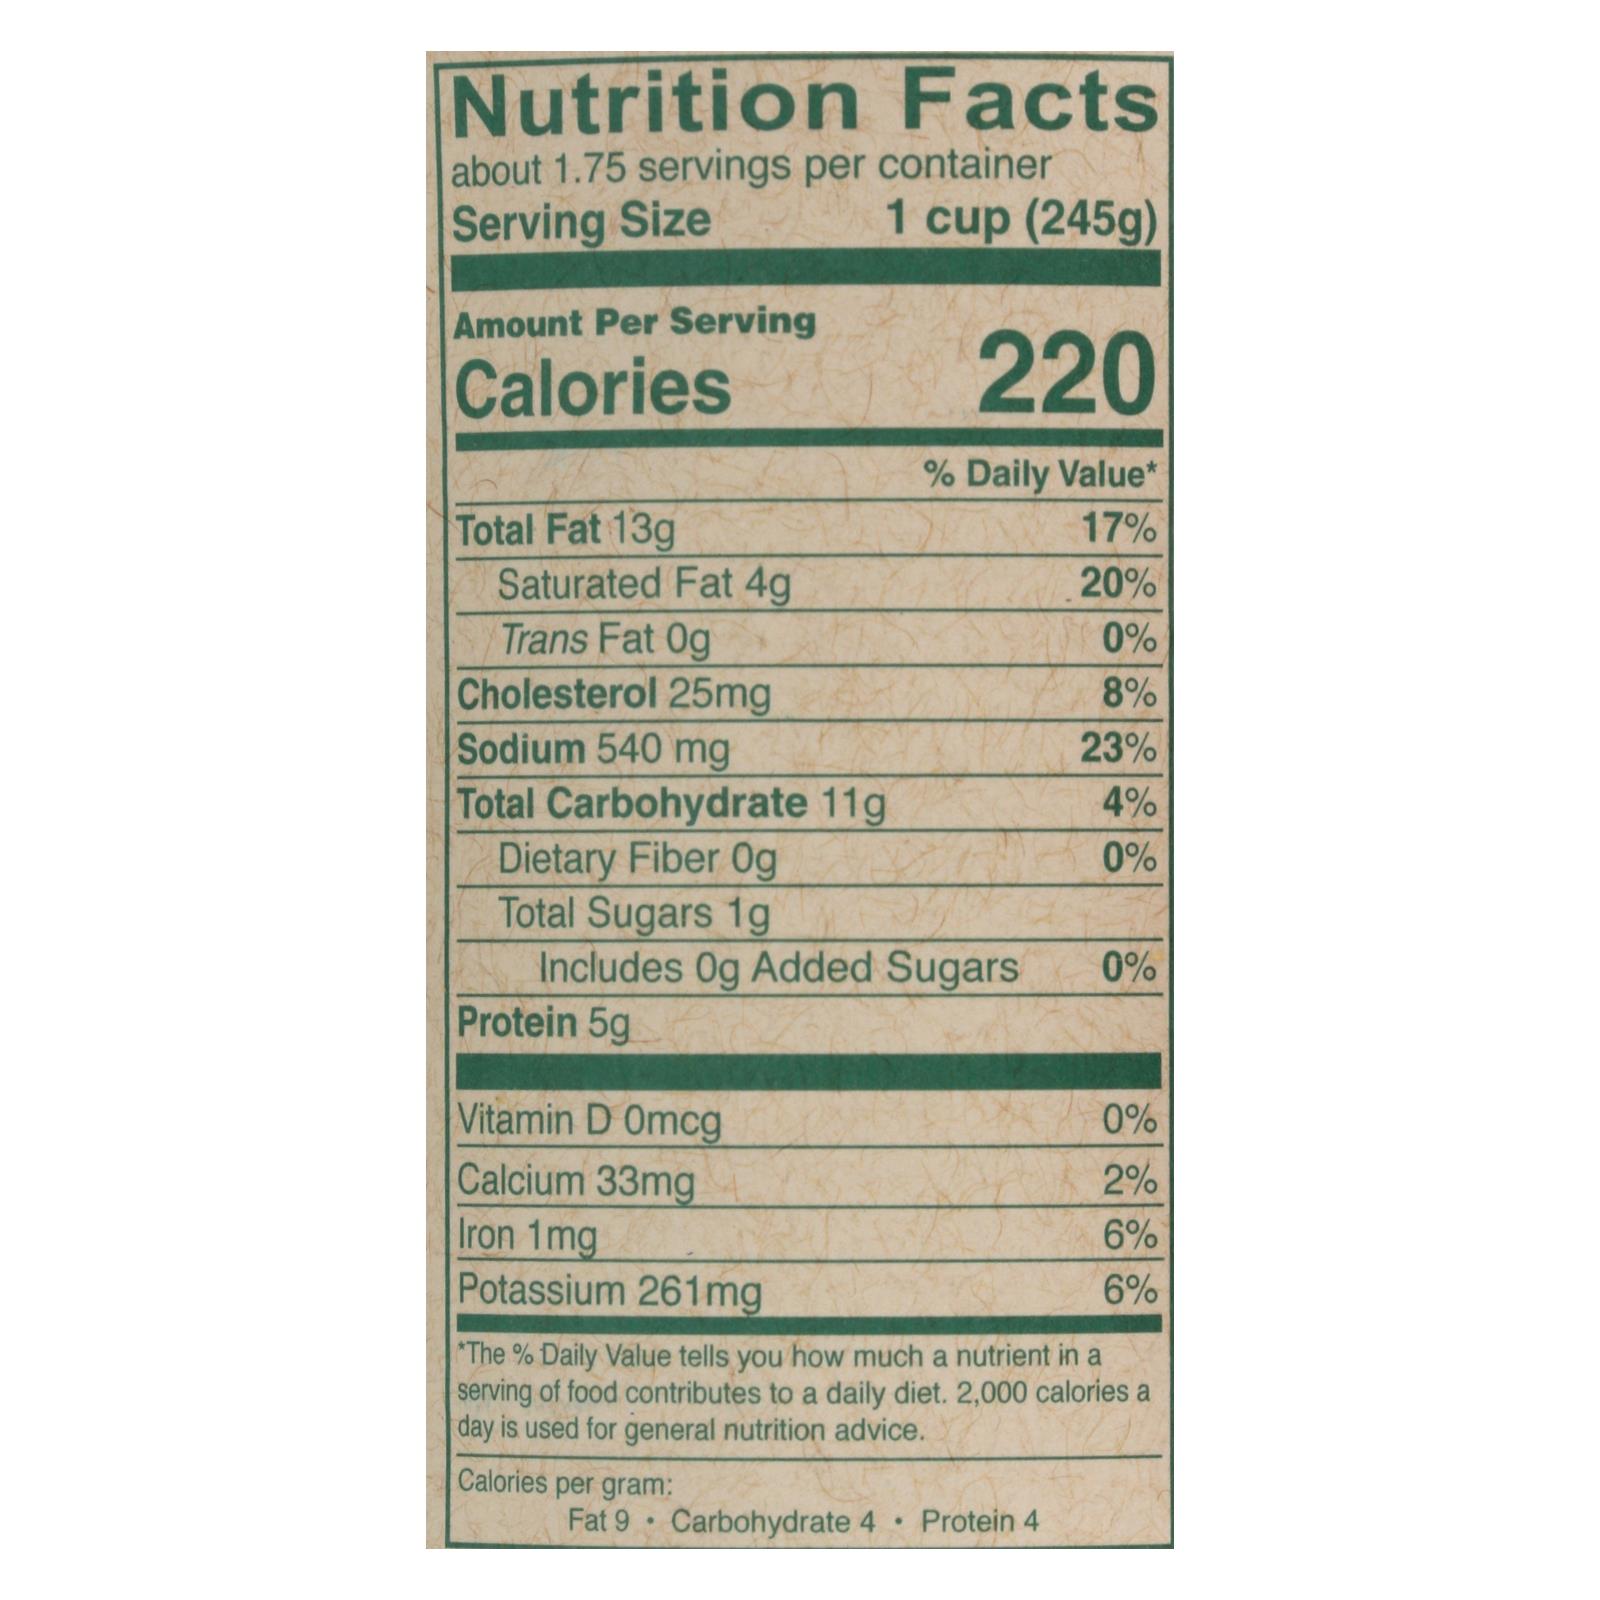 Nutrition Facts
about 1.75 servings per container
Serving Size 1 cup (245g)
Amount Per Serving
Calories 220
% Daily Value*
Total Fat 13g 17%
Saturated Fat 4g 20%
Trans Fat 0g 0%
Cholesterol 25mg 8%
Sodium 540 mg 23%
Total Carbohydrate 11g 4%
Dietary Fiber 0g 0%
Total Sugars 1g
Includes 0g Added Sugars 0%
Protein 5g
Vitamin D 0mcg 0%
Calcium 33mg 2%
Iron 1mg 6%
Potassium 261mg 6%
*The % Daily Value tells you how much a nutrient in a
serving of food contributes to a daily diet. 2,000 calories a
day is used for general nutrition advice.
Calories per gram:
Fat 9 • Carbohydrate 4 • Protein 4